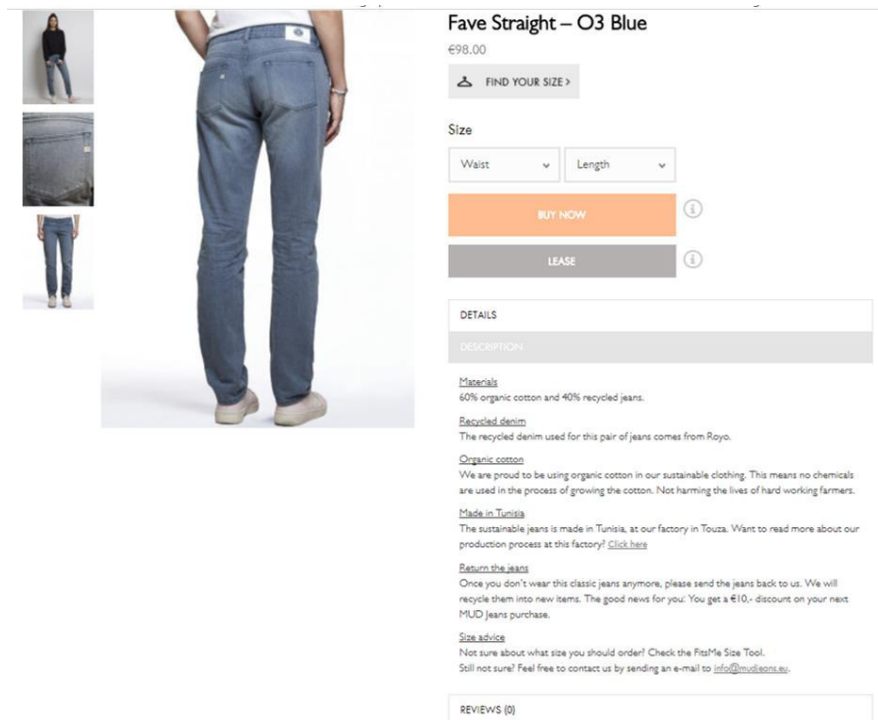 Fave Straight – O3 Blue
€98.00
FIND YOUR SIZE >
Size
Waist
Length
BUY NOW
LEASE
DETAILS
DESCRIPTION
Materials
60% organic cotton and 40% recycled jeans.
Recycled denim
The recycled denim used for this pair of jeans comes from Royo.
Organic cotton
We are proud to be using organic cotton in our sustainable clothing. This means no chemicals
are used in the process of growing the cotton. Not harming the lives of hard working farmers.
Made in Tunisia
The sustainable jeans is made in Tunisia, at our factory in Touza. Want to read more about our
production process at this factory? Click here
Return the jeans
Once you don't wear this classic jeans anymore, please send the jeans back to us. We will
recycle them into new items. The good news for you: You get a €10,- discount on your next
MUD Jeans purchase.
Size advice
Not sure about what size you should order? Check the FitsMe Size Tool.
Still not sure? Feel free to contact us by sending an e-mail to info@mudjeans.eu.
REVIEWS (0)